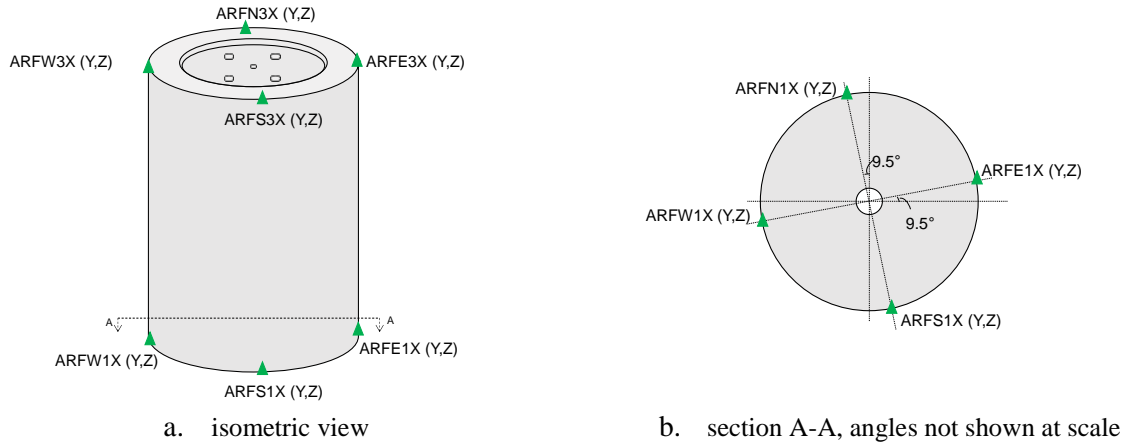 ARFN3X (Y,Z)
ARFW3X (Y,Z)
ARFE3X (Y,Z)
ARFS3X (Y,Z)
A
A
ARFW1X (Y,Z)
ARFE1X (Y,Z)
ARFS1X (Y,Z)
a. isometric view
ARFN1X (Y,Z)
9.5°
ARFE1X (Y,Z)
ARFW1X (Y,Z)
9.5°
ARFS1X (Y,Z)
b. section A-A, angles not shown at scale